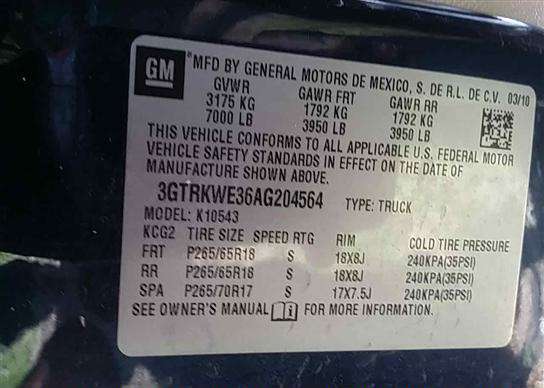 GM MFD BY GENERAL MOTORS DE MEXICO, S. DE R.L. DE C.V. 03/10
GVWR GAWR FRT GAWR RR
3175 KG 1792 KG 1792 KG
7000 LB 3950 LB 3950 LB
THIS VEHICLE CONFORMS TO ALL APPLICABLE U.S. FEDERAL MOTOR
VEHICLE SAFETY STANDARDS IN EFFECT ON THE DATE OF
MANUFACTURE SHOWN ABOVE.
3GTRKWE36AG204564 TYPE: TRUCK
MODEL: K10543
KCG2 TIRE SIZE SPEED RTG RIM COLD TIRE PRESSURE
FRT P265/65R18 S 18X8J 240KPA(35PSI)
RR P265/65R18 S 18X8J 240KPA(35PSI)
SPA P265/70R17 S 17X7.5J 240KPA(35PSI)
SEE OWNER'S MANUAL i FOR MORE INFORMATION.